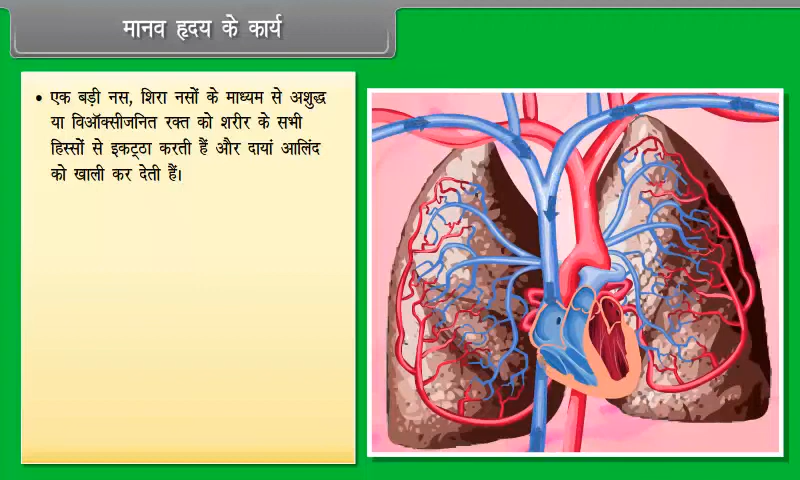 मानव हृदय के कार्य
• एक बड़ी नस, शिरा नसों के माध्यम से अशुद्ध
या विऑक्सीजनित रक्त को शरीर के सभी
हिस्सों से इकट्ठा करती हैं और दायां आलिंद
को खाली कर देती हैं।